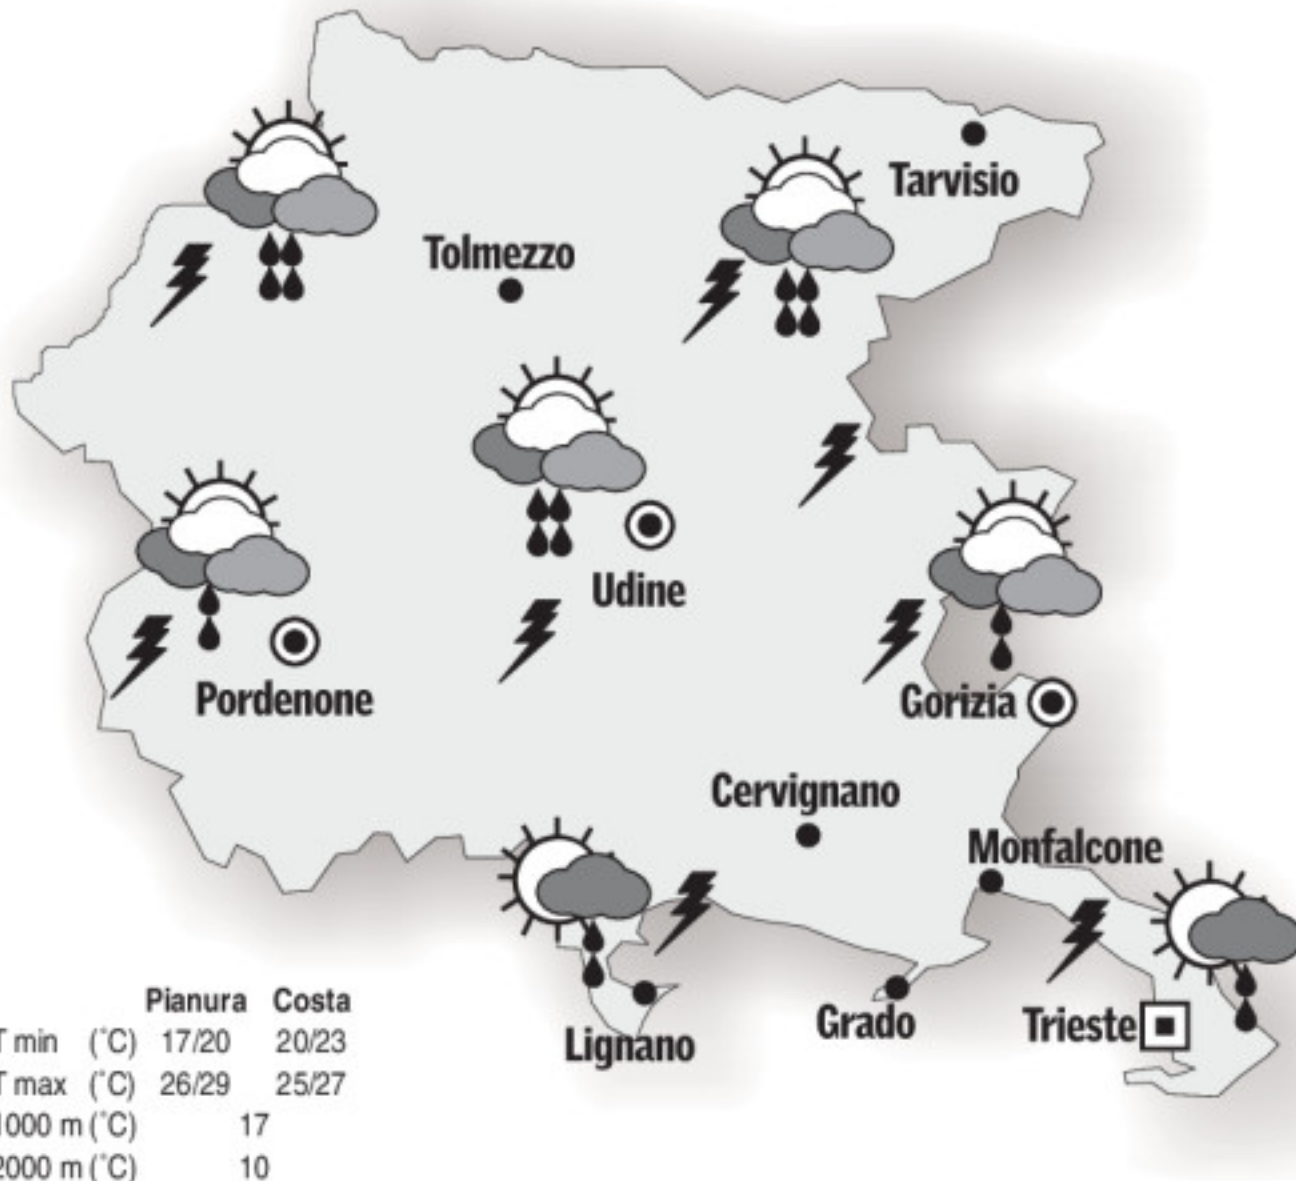 Tarvisio
Tolmezzo
Udine
Pordenone
Gorizia
Cervignano
Monfalcone
Grado
Trieste
Lignano
Pianura Costa
T min (°C) 17/20 20/23
T max (°C) 26/29 25/27
1000 m (°C) 17
2000 m (°C) 10